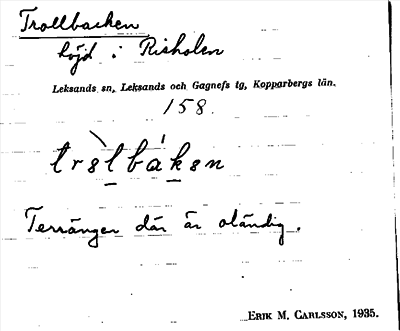 Trollbacken
höjd i Risholen
Leksands sn, Leksands och Gagnefs tg, Kopparbergs län.
158.
Terrängen där är oländig.
ERIK M. CARLSSON, 1935.